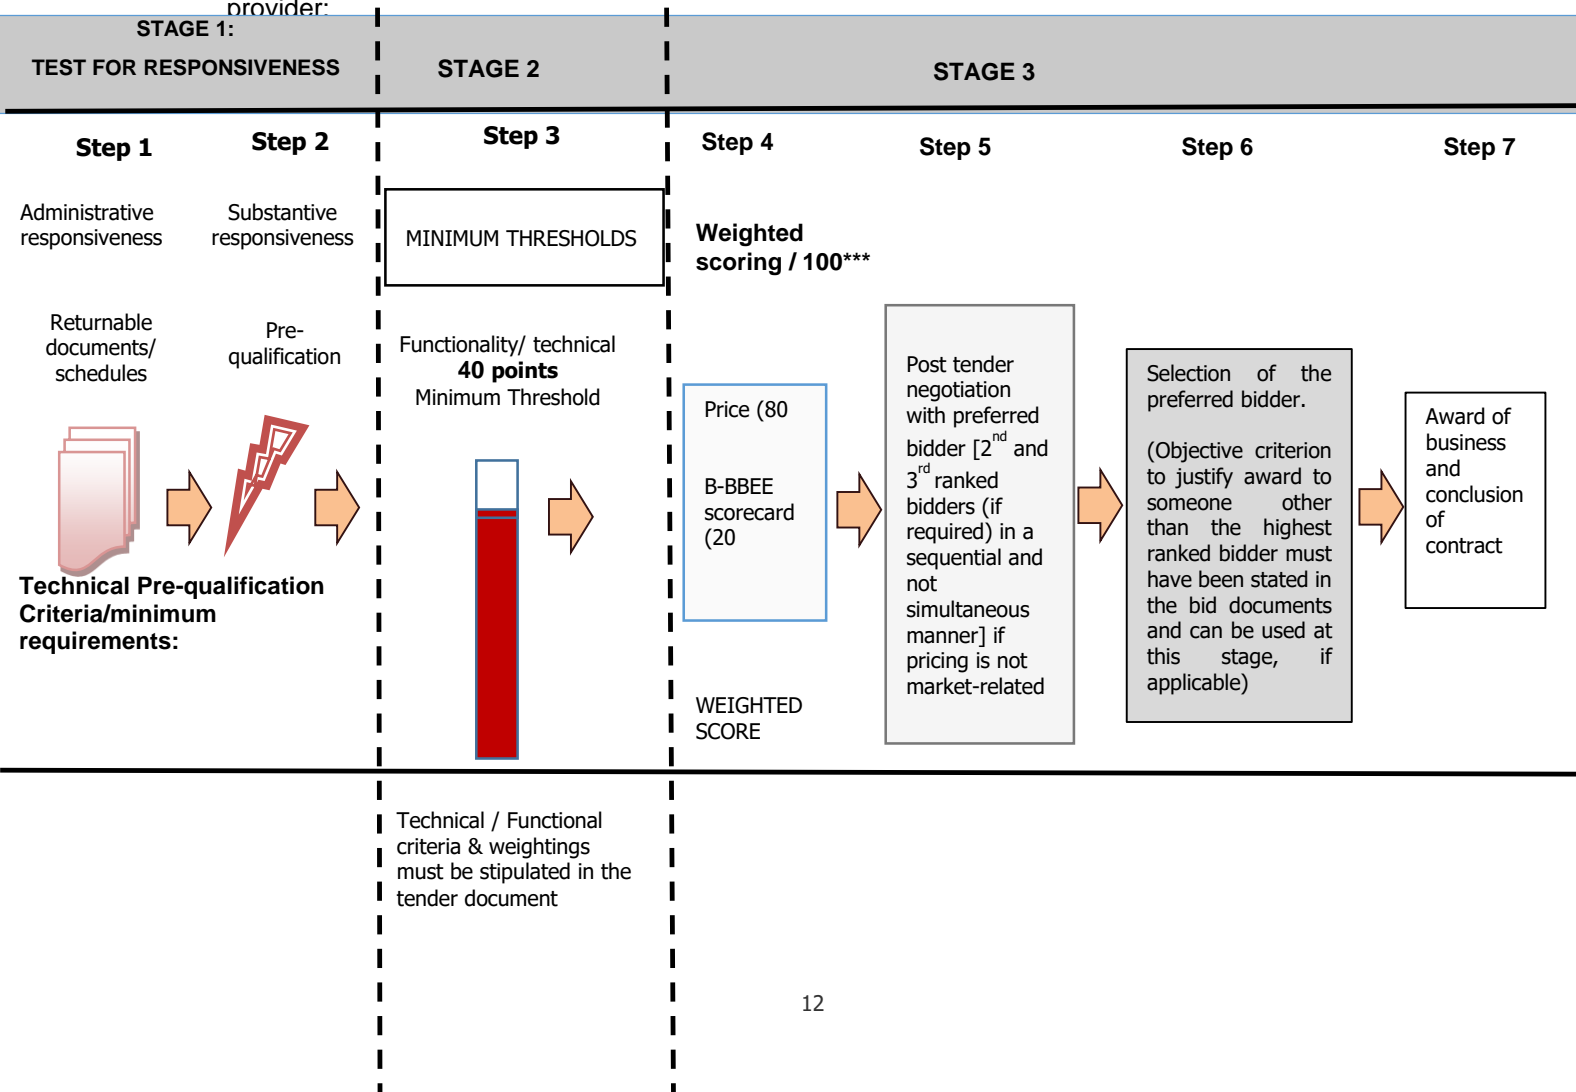 provider:
STAGE 1:
TEST FOR RESPONSIVENESS
STAGE 2
STAGE 3
Step 1
Step 2
Step 3
Step 4
Step 5
Step 6
Step 7
Administrative
responsiveness
Substantive
responsiveness
MINIMUM THRESHOLDS
Weighted
scoring / 100***
Returnable
documents/
schedules
Pre-
qualification
Functionality/ technical
40 points
Minimum Threshold
Price (80
B-BBEE
scorecard
(20
Post tender
negotiation
with preferred
bidder [2nd and
3rd ranked
bidders (if
required) in a
sequential and
not
simultaneous
manner] if
pricing is not
market-related
Selection of the
preferred bidder.
(Objective criterion
to justify award to
someone other
than the highest
ranked bidder must
have been stated in
the bid documents
and can be used at
this stage, if
applicable)
Award of
business
and
conclusion
of
contract
Technical Pre-qualification
Criteria/minimum
requirements:
WEIGHTED
SCORE
Technical / Functional
criteria & weightings
must be stipulated in the
tender document
12